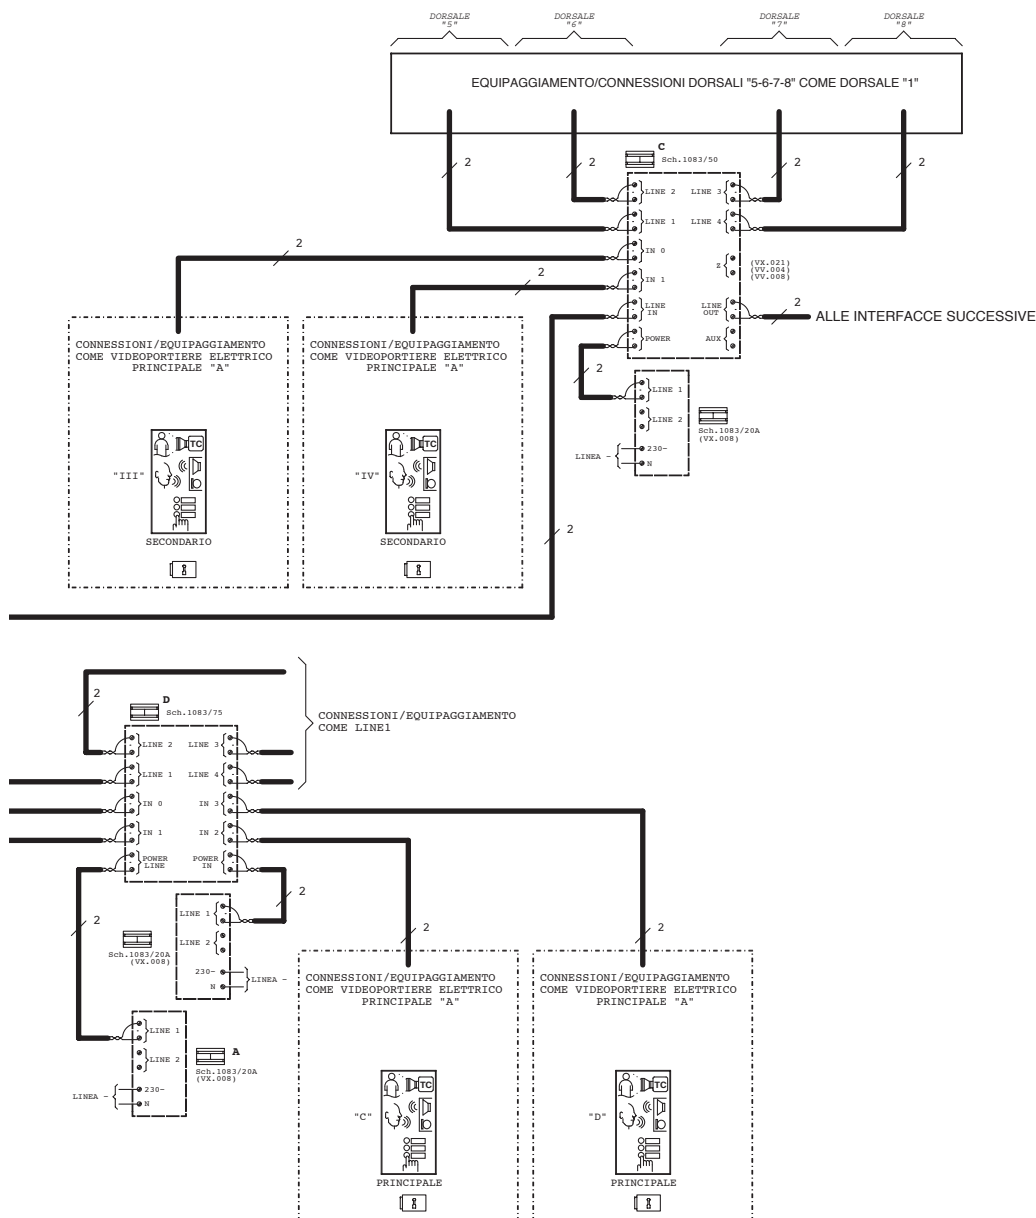 DORSALE
"5"
DORSALE
"6"
DORSALE
"7"
DORSALE
"8"
EQUIPAGGIAMENTO/CONNESSIONI DORSALI "5-6-7-8" COME DORSALE "1"
2
2
2
2
C
Sch.1083/50
LINE 2
LINE 3
LINE 1
LINE 4
IN 0
IN 1
Z
(VX.021)
(VV.004)
(VV.008)
LINE
IN
LINE
OUT
POWER
AUX
2
2
2
ALLE INTERFACCE SUCCESSIVE
2
LINE 1
LINE 2
Sch.1083/20A
(VX.008)
LINEA ~
230~
N
CONNESSIONI/EQUIPAGGIAMENTO
COME VIDEOPORTIERE ELETTRICO
PRINCIPALE "A"
"III"
TC
SECONDARIO
CONNESSIONI/EQUIPAGGIAMENTO
COME VIDEOPORTIERE ELETTRICO
PRINCIPALE "A"
"IV"
TC
SECONDARIO
2
2
D
Sch.1083/75
CONNESSIONI/EQUIPAGGIAMENTO
COME LINE1
LINE 2
LINE 3
LINE 1
LINE 4
IN 0
IN 3
IN 1
IN 2
POWER
LINE
POWER
IN
2
2
LINE 1
LINE 2
Sch.1083/20A
(VX.008)
230~
N
LINEA ~
LINE 1
LINE 2
A
Sch.1083/20A
(VX.008)
LINEA ~
230~
N
2
2
CONNESSIONI/EQUIPAGGIAMENTO
COME VIDEOPORTIERE ELETTRICO
PRINCIPALE "A"
"C"
TC
PRINCIPALE
CONNESSIONI/EQUIPAGGIAMENTO
COME VIDEOPORTIERE ELETTRICO
PRINCIPALE "A"
"D"
TC
PRINCIPALE